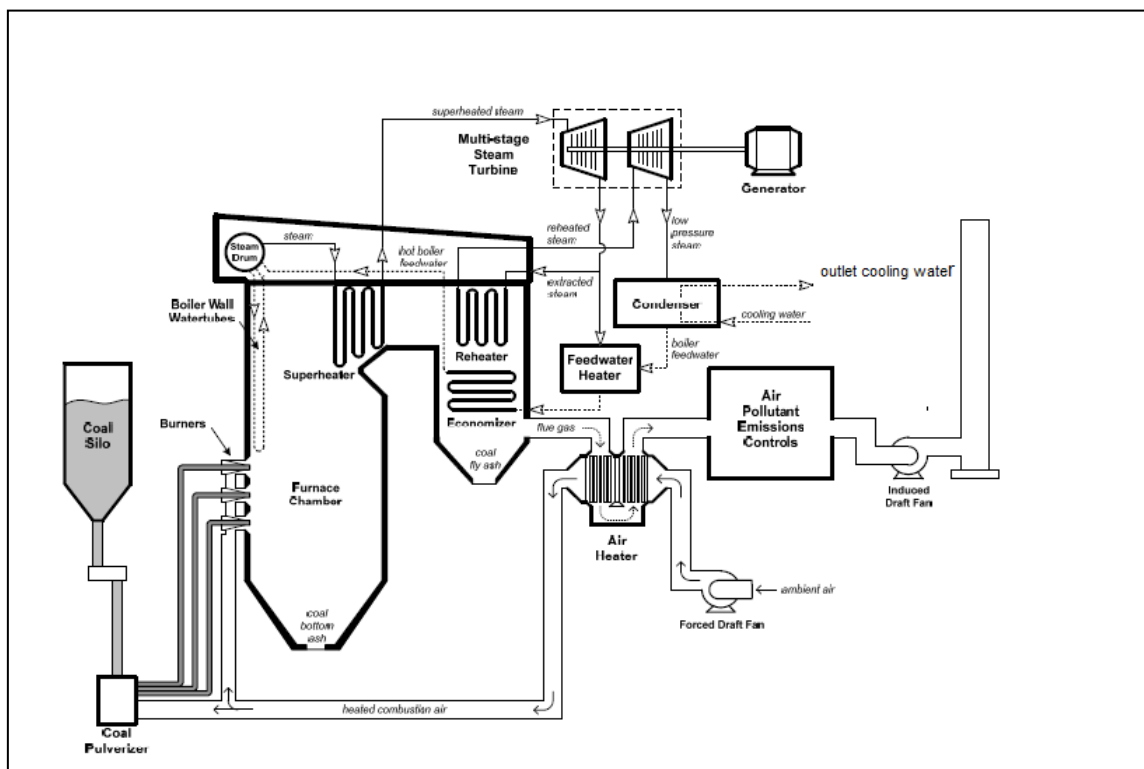 superheated steam
Multi-stage
Steam
Turbine
Generator
steam
Steam
Drum
hot boiler
feedwater
reheated
steam
low
pressure
steam
extracted
steam
outlet cooling water
Condenser
cooling water
Boiler Wall
Watertubes
Superheater
Reheater
Feedwater
Heater
boiler
feedwater
Economizer
Air
Pollutant
Emissions
Controls
Coal
Silo
Burners
flue gas
coal
fly ash
Furnace
Chamber
Induced
Draft Fan
Air
Heater
ambient air
Forced Draft Fan
coal
bottom
ash
heated combustion air
Coal
Pulverizer